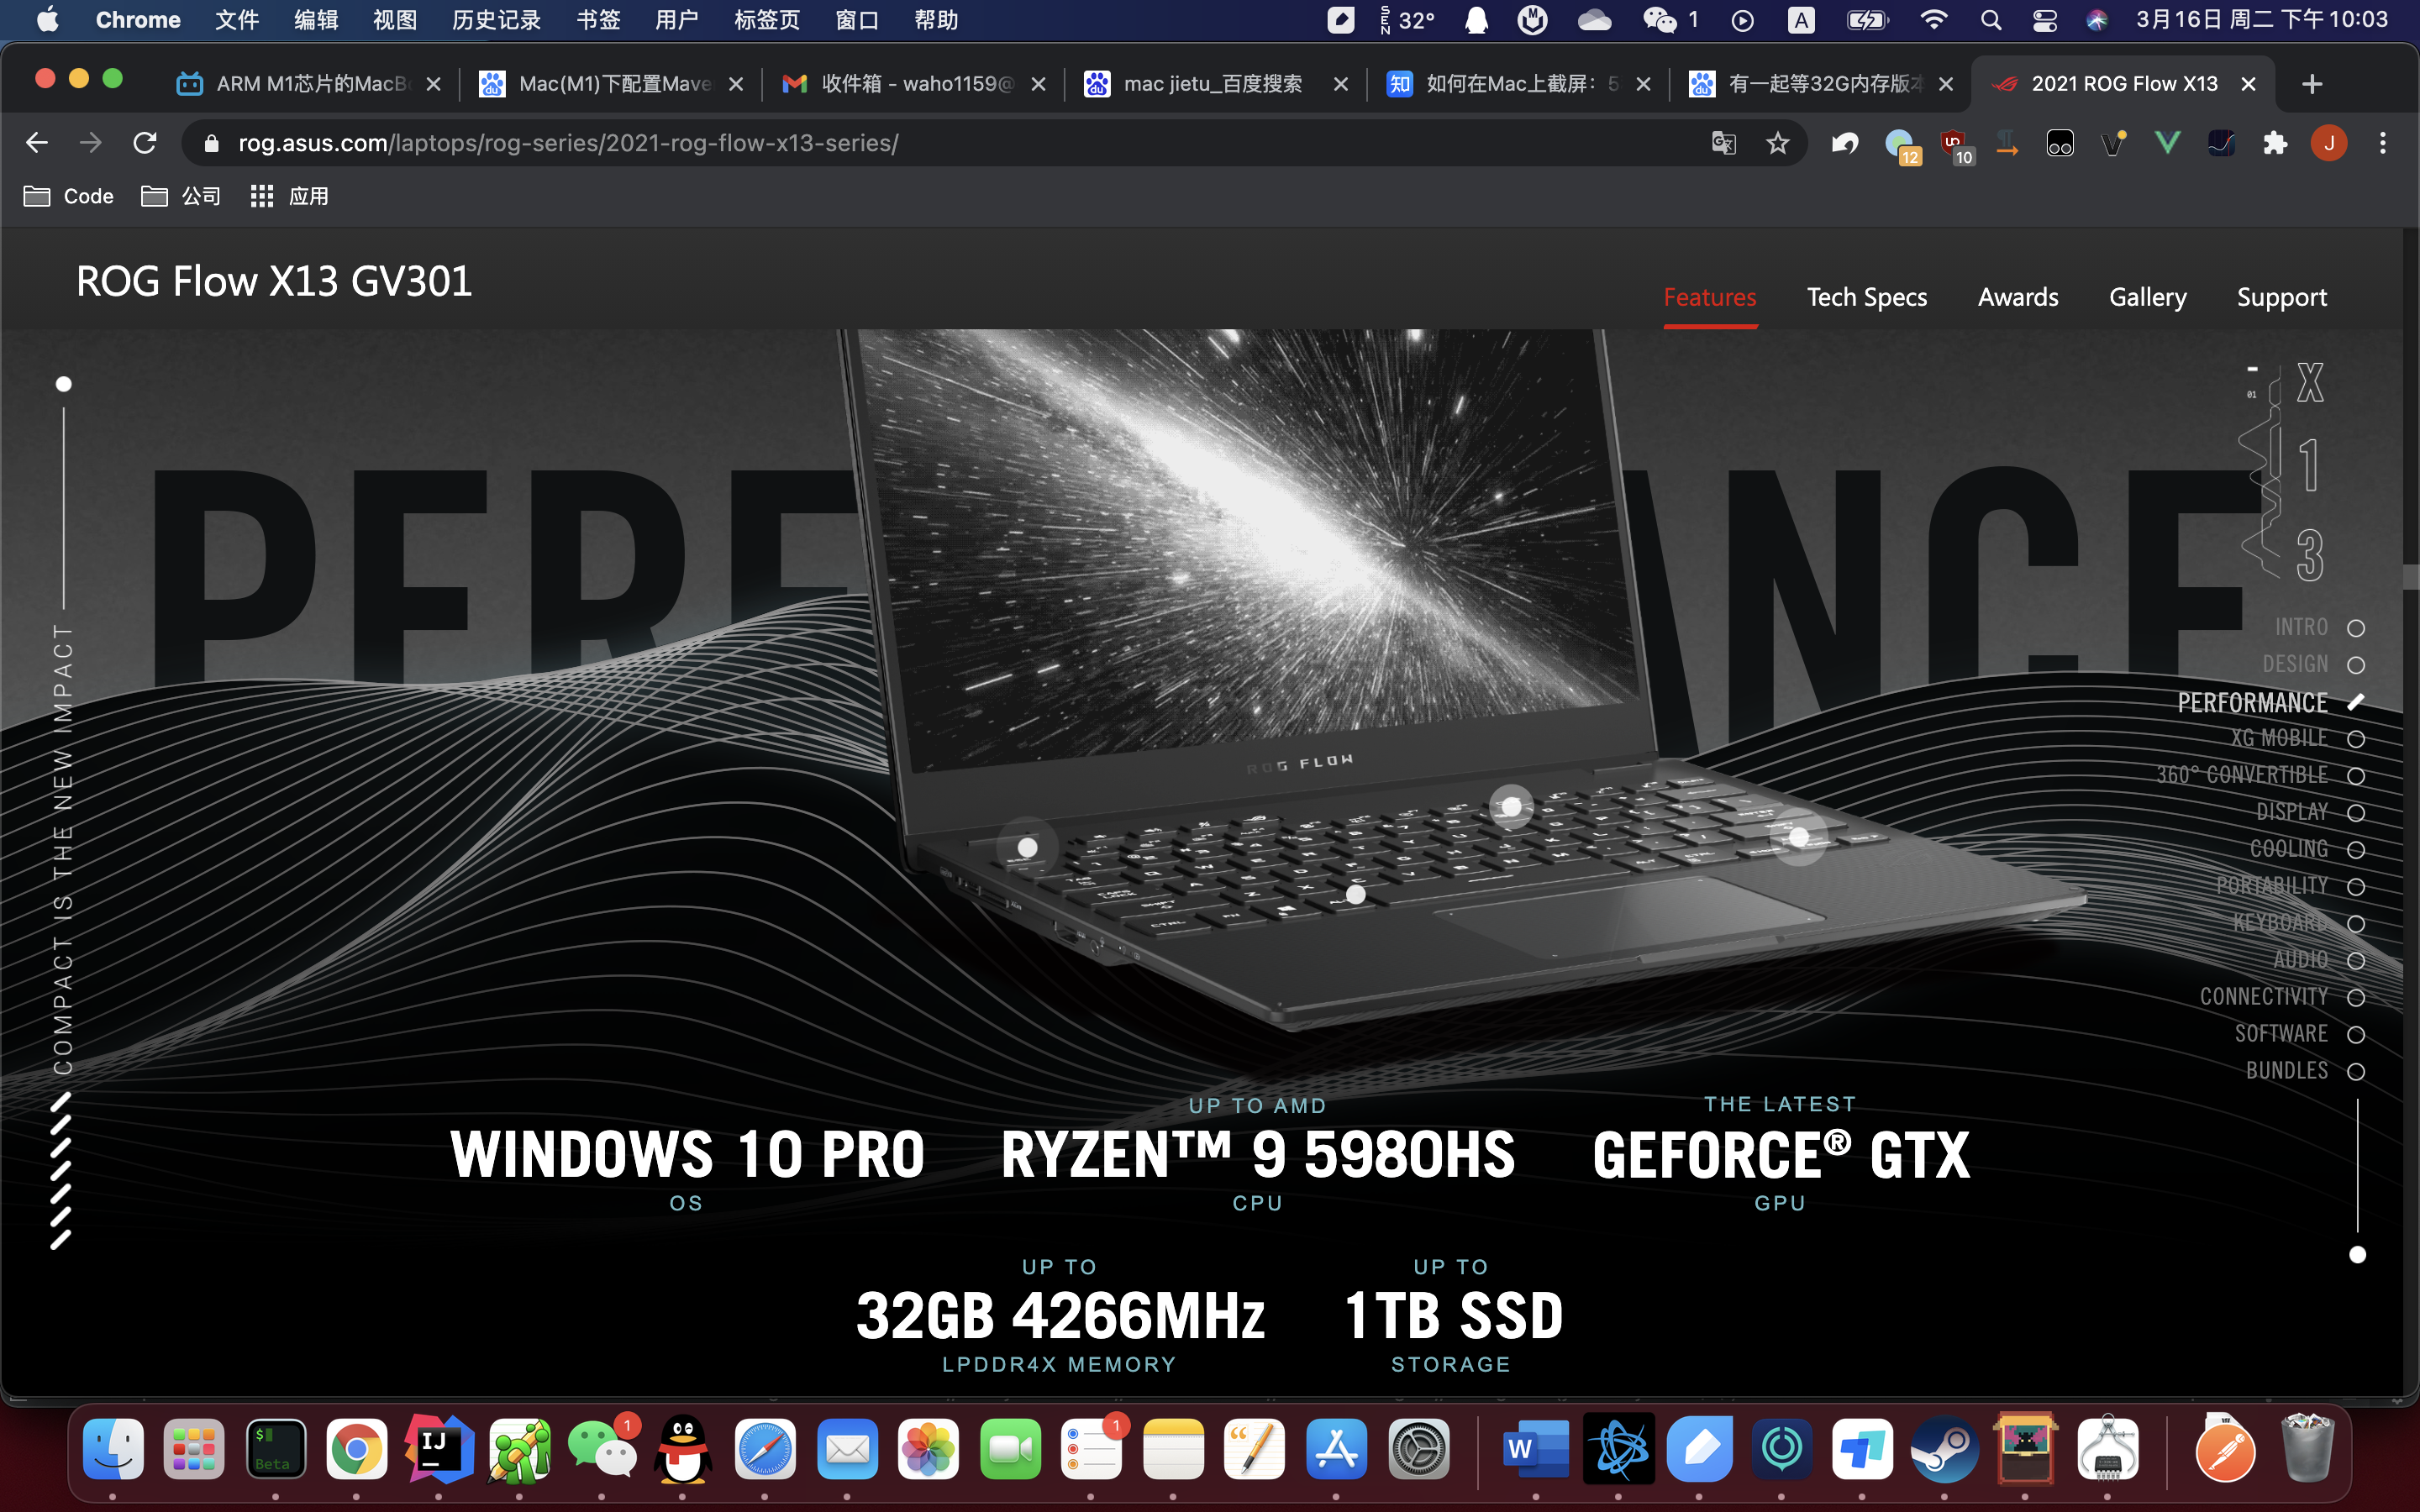 Chrome 文件 编辑 视图 历史记录 书签 用户 标签页 窗口 帮助 SEN 32° 1 A 3月16日 周二 下午10:03
ARM M1芯片的MacB
Mac(M1)下配置Mave
收件箱 - waho1159@
mac jietu_百度搜索
如何在Mac上截屏：5
有一起等32G内存版本
2021 ROG Flow X13
rog.asus.com/laptops/rog-series/2021-rog-flow-x13-series/
12
10
J
Code 公司 应用
ROG Flow X13 GV301
Features Tech Specs Awards Gallery Support
01
X
1
3
COMPACT IS THE NEW IMPACT
ROG FLOW
INTRO
DESIGN
PERFORMANCE
XG MOBILE
360° CONVERTIBLE
DISPLAY
COOLING
PORTABILITY
KEYBOARD
AUDIO
CONNECTIVITY
SOFTWARE
BUNDLES
WINDOWS 10 PRO
OS
UP TO AMD
RYZEN™ 9 5980HS
CPU
THE LATEST
GEFORCE® GTX
GPU
UP TO
32GB 4266MHz
LPDDR4X MEMORY
UP TO
1TB SSD
STORAGE
$
Beta
IJ
1
1
W